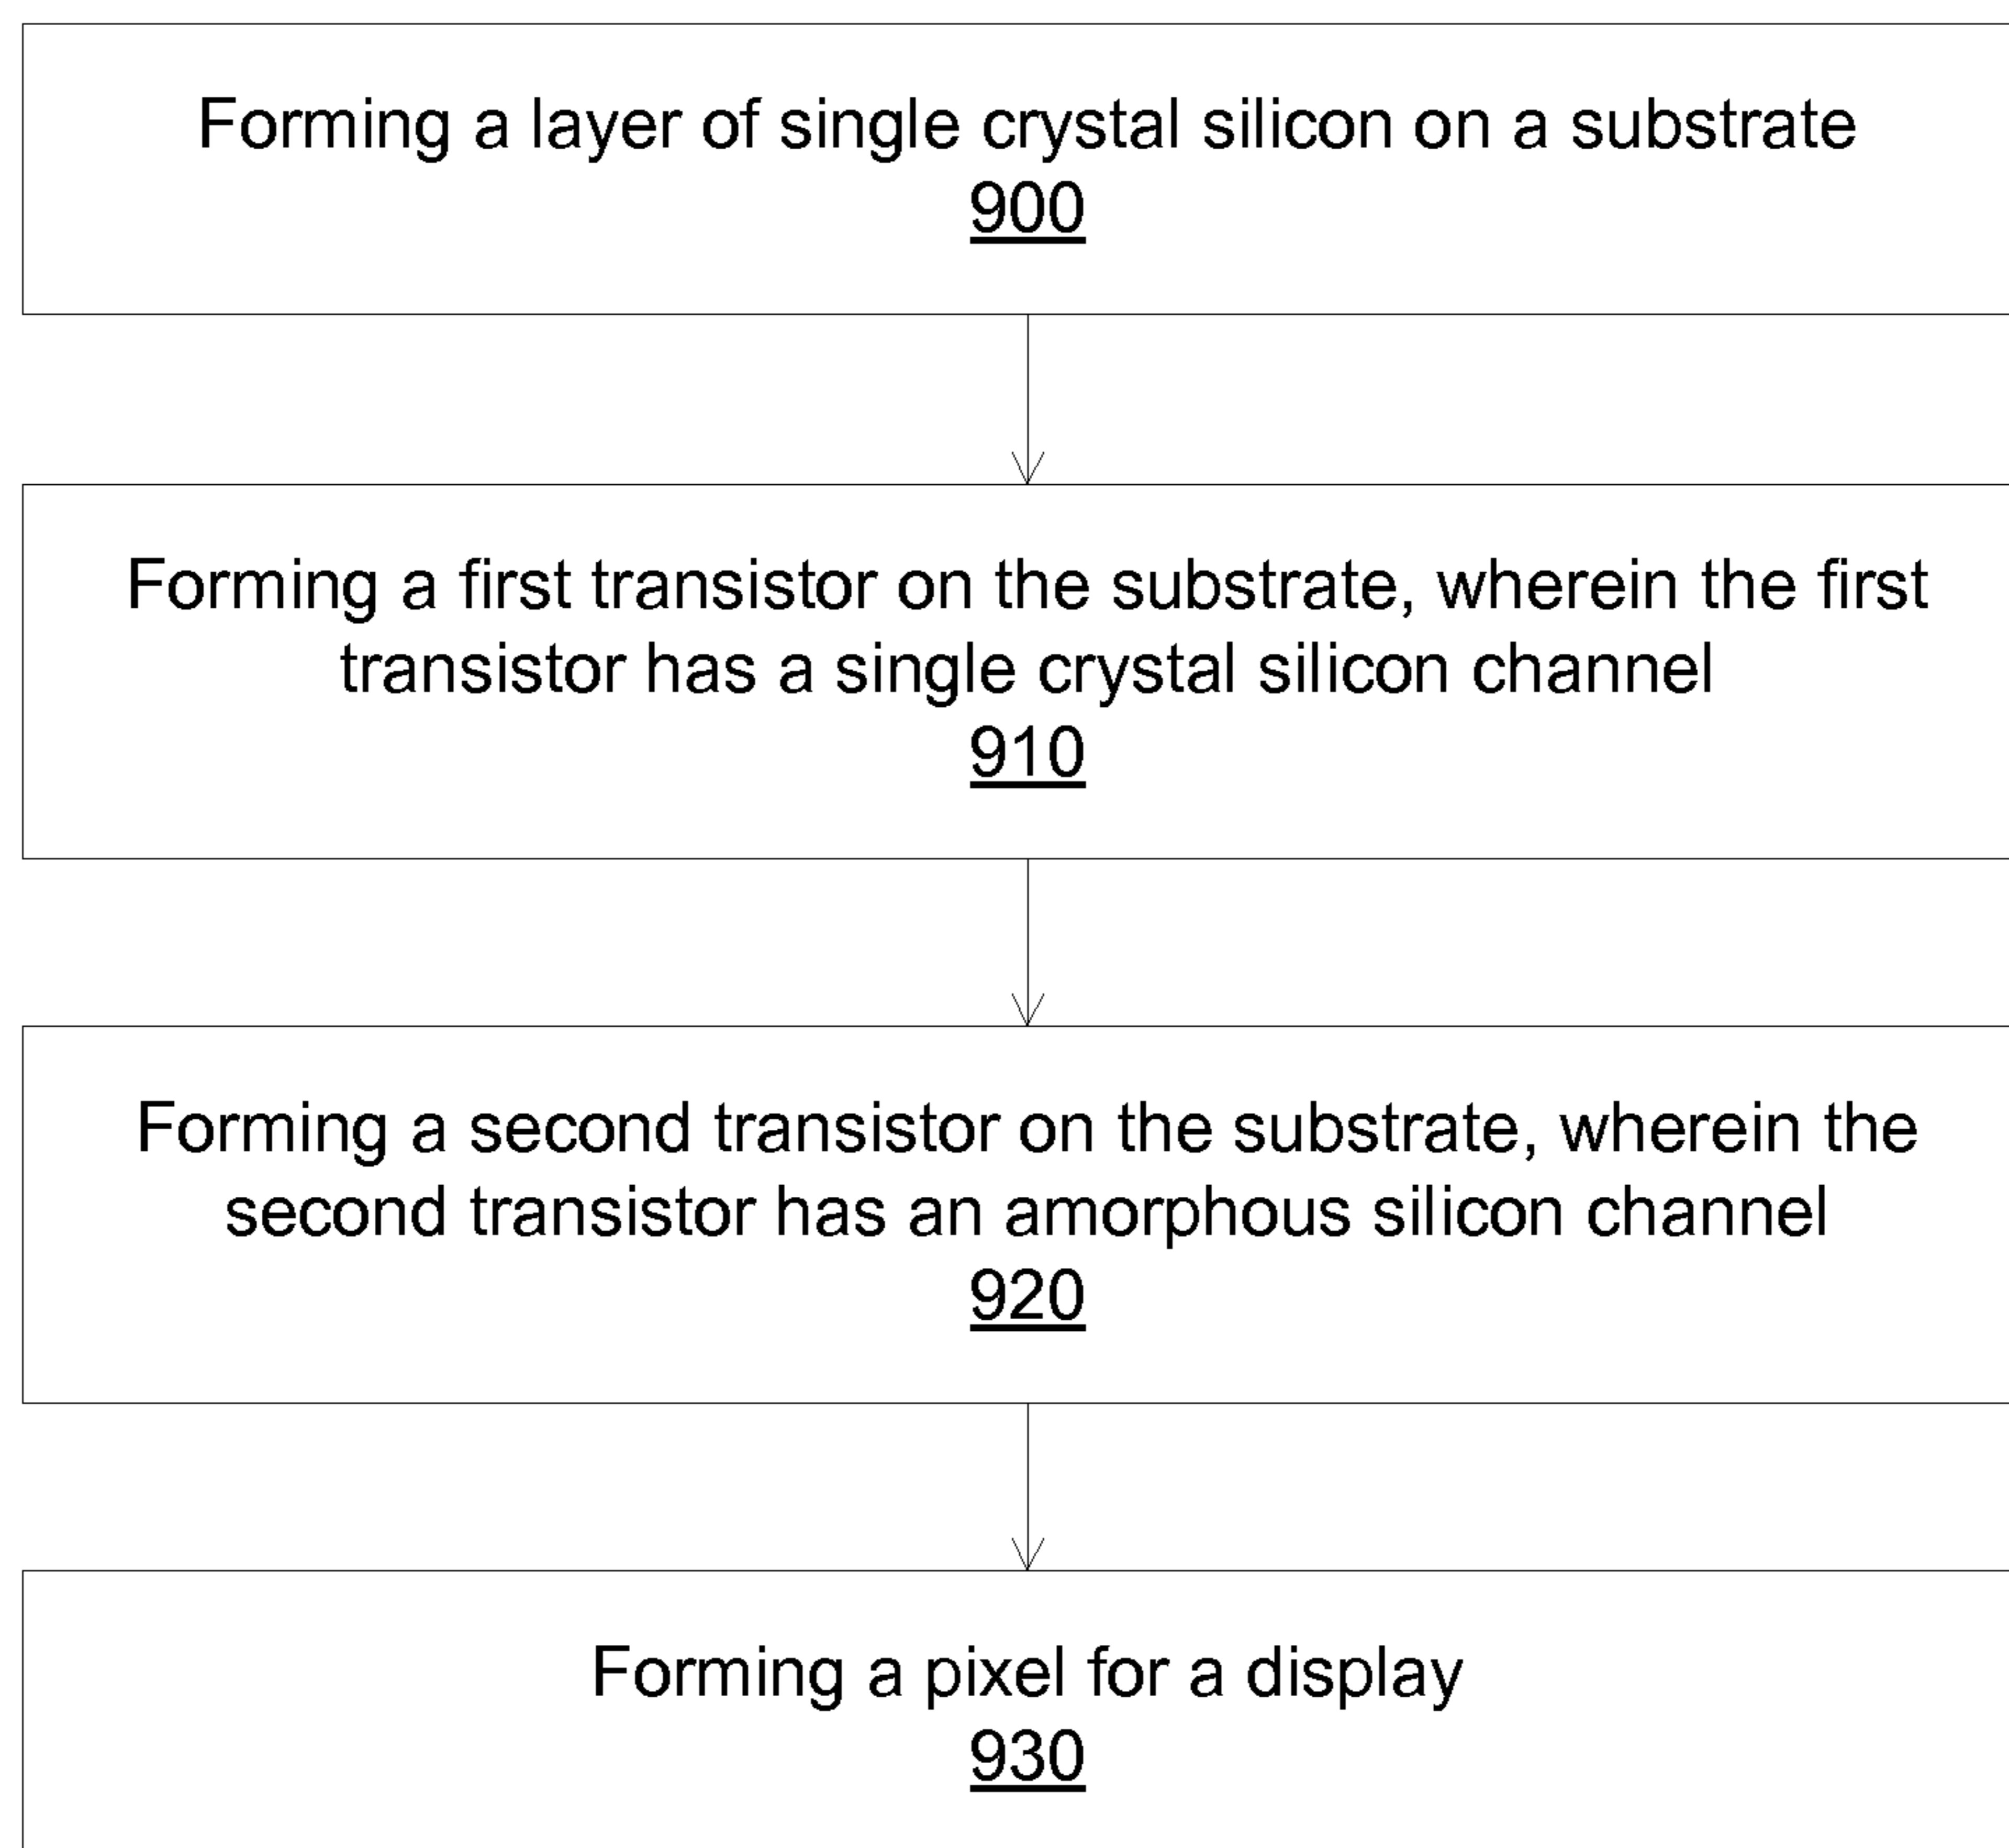 Forming a layer of single crystal silicon on a substrate
900
Forming a first transistor on the substrate, wherein the first
transistor has a single crystal silicon channel
910
Forming a second transistor on the substrate, wherein the
second transistor has an amorphous silicon channel
920
Forming a pixel for a display
930